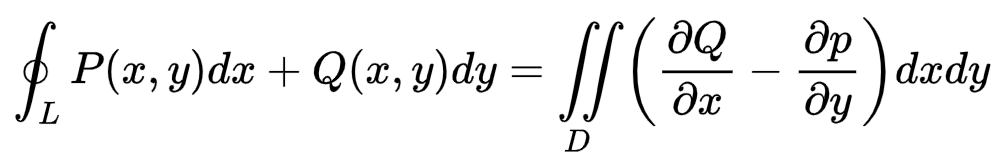 ∮_L P(x, y)dx + Q(x, y)dy = ∬_D (∂Q/∂x − ∂p/∂y) dxdy